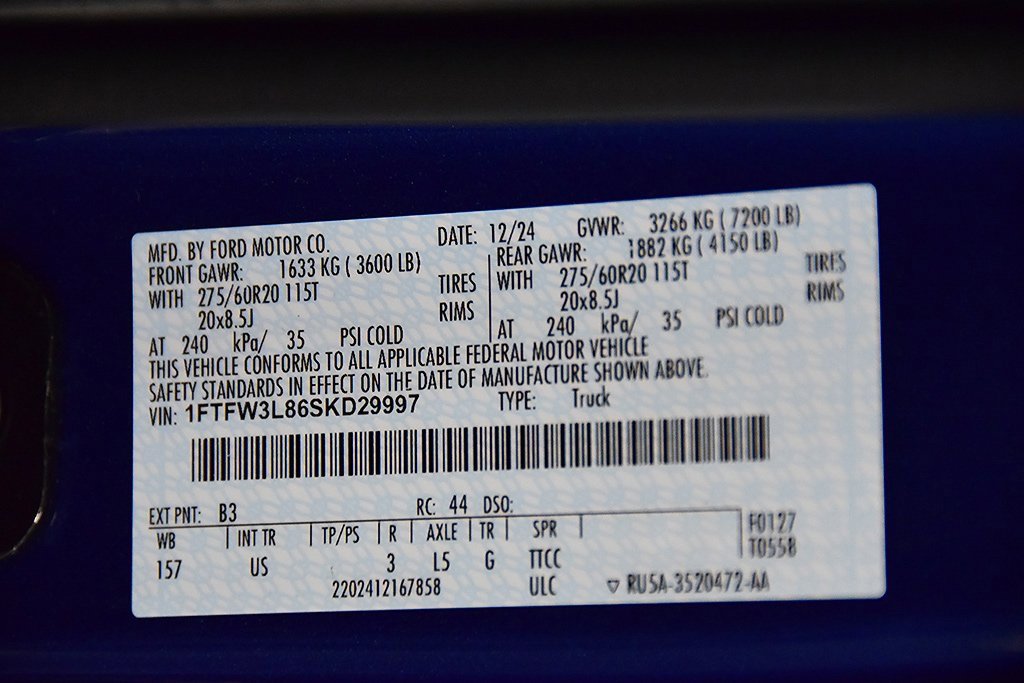 MFD. BY FORD MOTOR CO. DATE: 12/24 GVWR: 3266 KG ( 7200 LB)
FRONT GAWR: 1633 KG ( 3600 LB) REAR GAWR: 1882 KG ( 4150 LB)
WITH 275/60R20 115T TIRES WITH 275/60R20 115T TIRES
20x8.5J RIMS 20x8.5J RIMS
AT 240 kPa/ 35 PSI COLD AT 240 kPa/ 35 PSI COLD
THIS VEHICLE CONFORMS TO ALL APPLICABLE FEDERAL MOTOR VEHICLE
SAFETY STANDARDS IN EFFECT ON THE DATE OF MANUFACTURE SHOWN ABOVE.
VIN: 1FTFW3L86SKD29997 TYPE: Truck
EXT PNT: B3 RC: 44 DSO:
WB INT TR TP/PS R AXLE TR SPR F0127
T0558
157 US 3 L5 G TTCC
2202412167858 ULC ▽ RU5A-3520472-AA